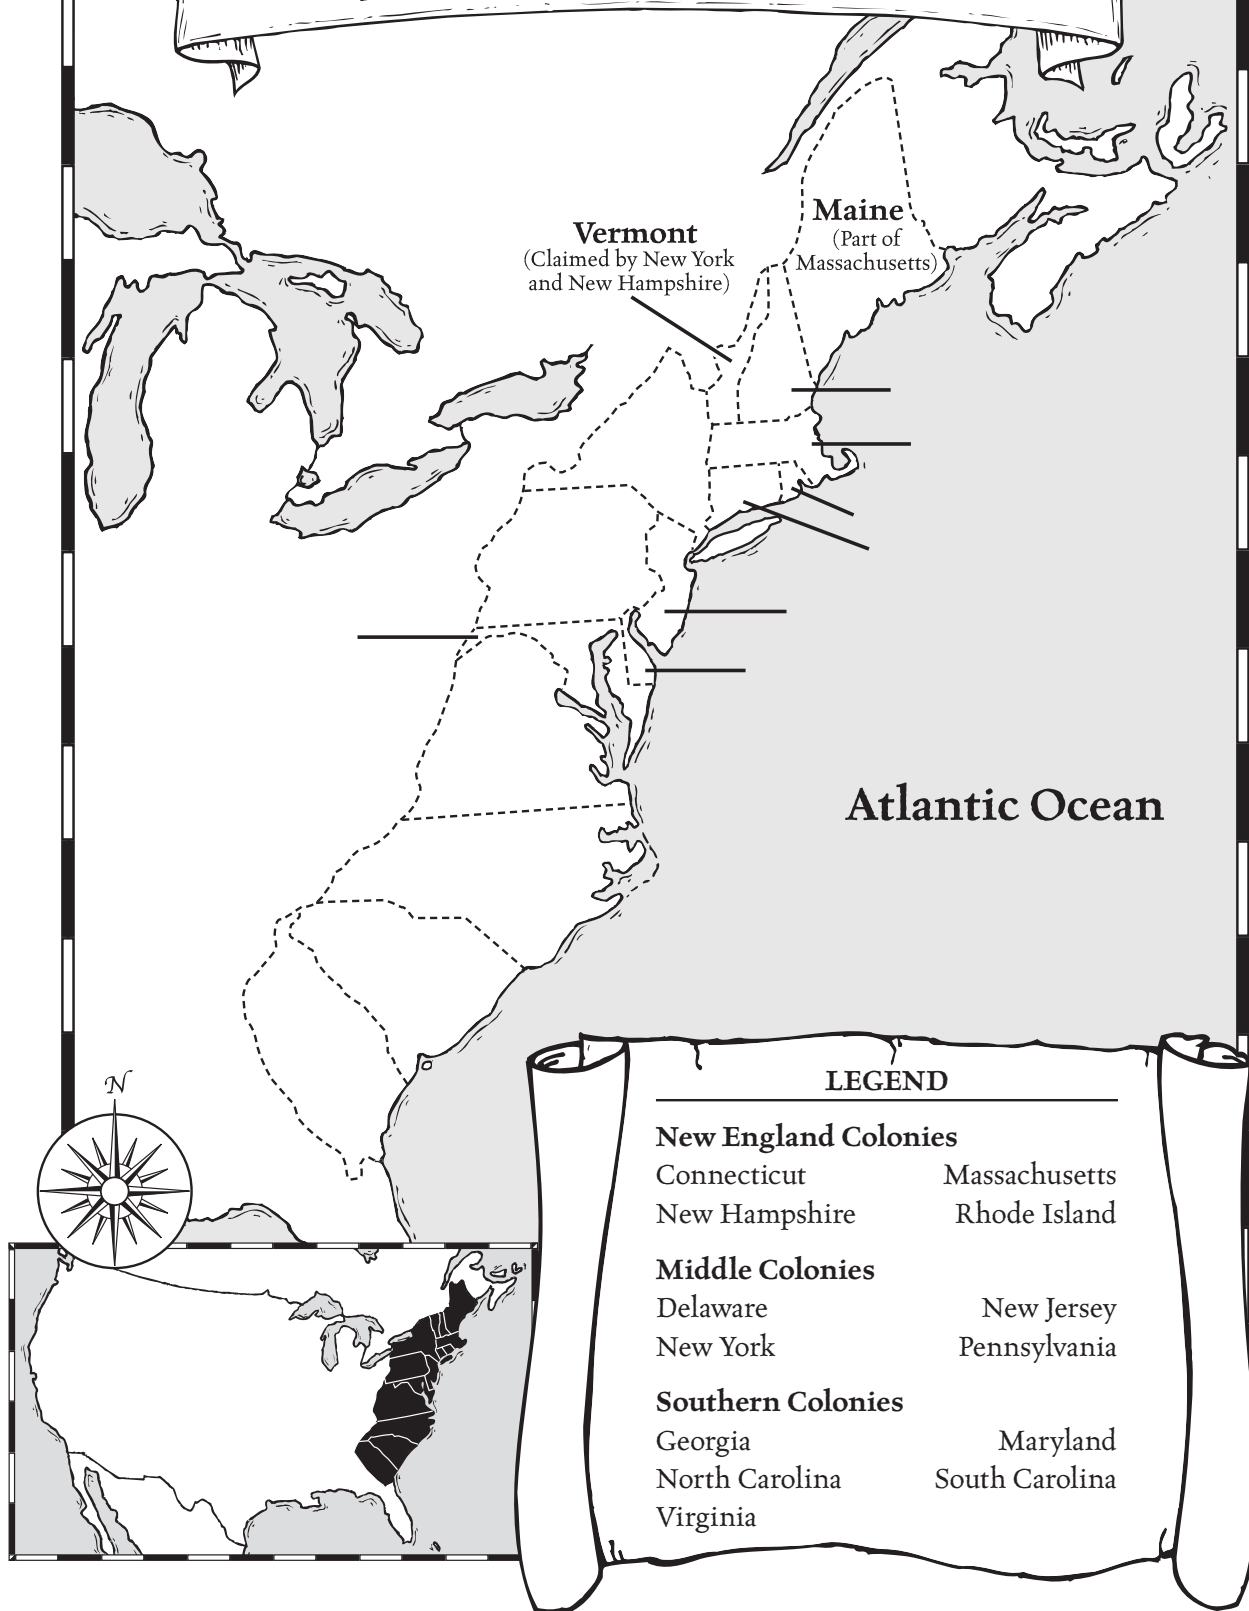 Maine
(Part of
Massachusetts)
Vermont
(Claimed by New York
and New Hampshire)
Atlantic Ocean
N
LEGEND
New England Colonies
Connecticut Massachusetts
New Hampshire Rhode Island
Middle Colonies
Delaware New Jersey
New York Pennsylvania
Southern Colonies
Georgia Maryland
North Carolina South Carolina
Virginia